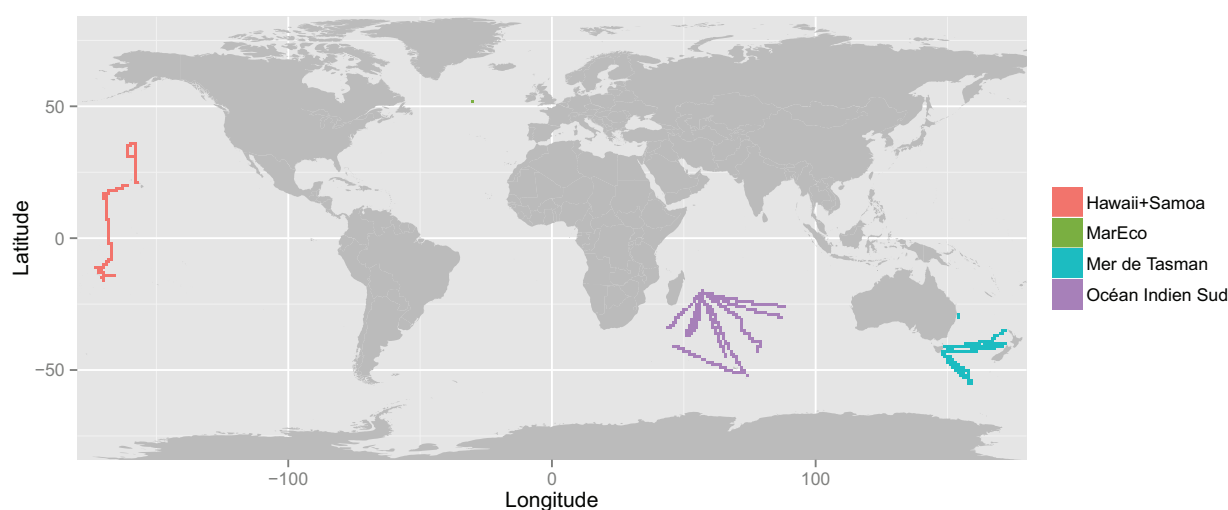 50
0
−50
Latitude
−100
0
100
Longitude
Hawaii+Samoa
MarEco
Mer de Tasman
Océan Indien Sud